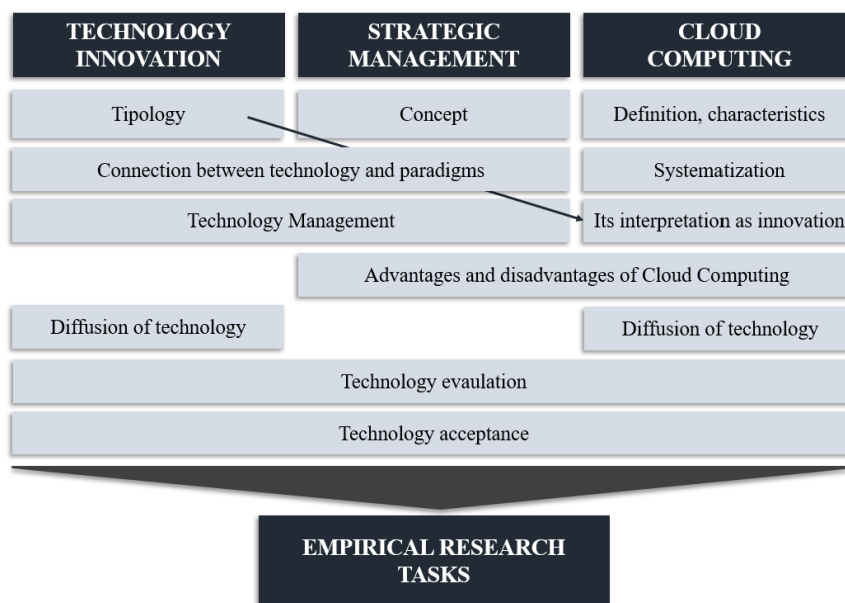 TECHNOLOGY
INNOVATION
STRATEGIC
MANAGEMENT
CLOUD
COMPUTING
Tipology
Concept
Definition, characteristics
Connection between technology and paradigms
Systematization
Technology Management
Its interpretation as innovation
Advantages and disadvantages of Cloud Computing
Diffusion of technology
Diffusion of technology
Technology evaulation
Technology acceptance
EMPIRICAL RESEARCH
TASKS